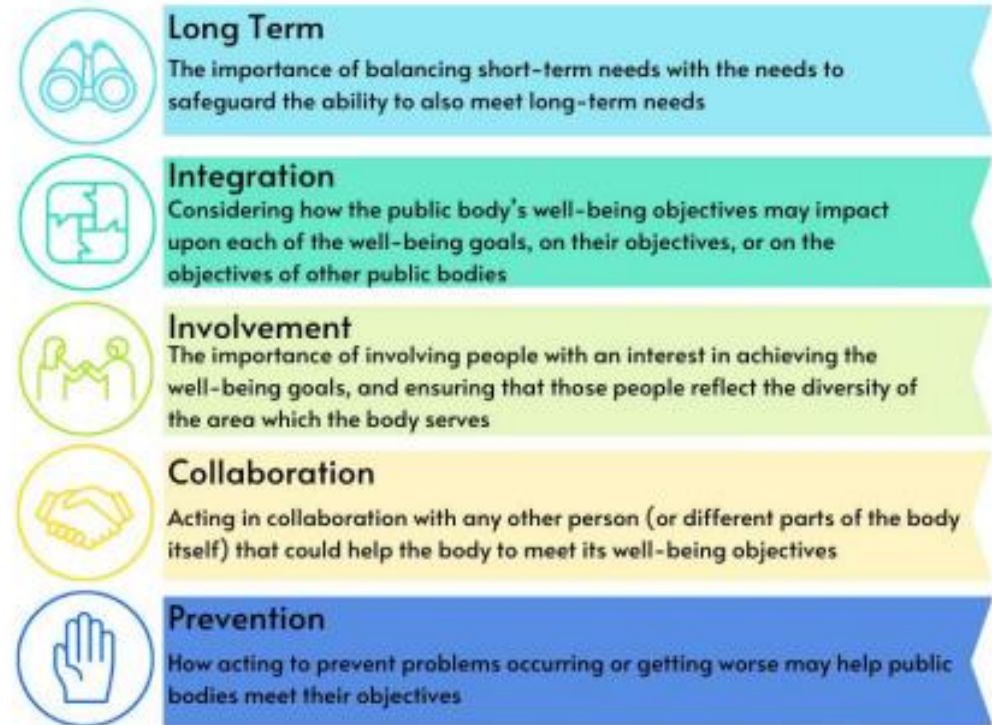 Long Term
The importance of balancing short-term needs with the needs to
safeguard the ability to also meet long-term needs
Integration
Considering how the public body's well-being objectives may impact
upon each of the well-being goals, on their objectives, or on the
objectives of other public bodies
Involvement
The importance of involving people with an interest in achieving the
well-being goals, and ensuring that those people reflect the diversity of
the area which the body serves
Collaboration
Acting in collaboration with any other person (or different parts of the body
itself) that could help the body to meet its well-being objectives
Prevention
How acting to prevent problems occurring or getting worse may help public
bodies meet their objectives